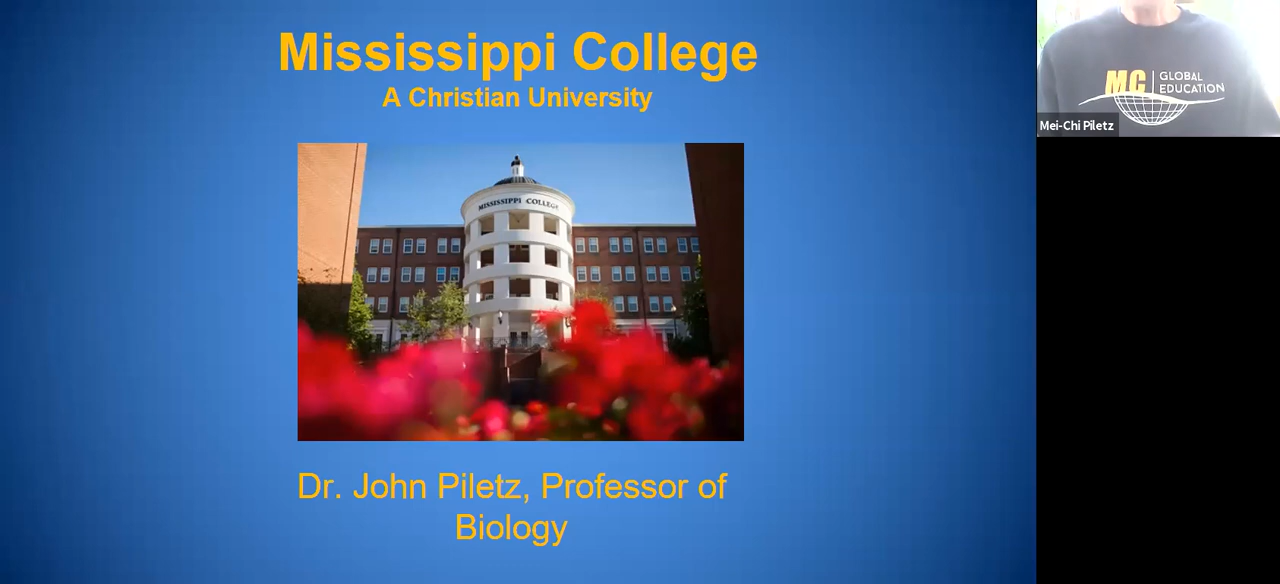 Mississippi College
A Christian University
MISSISSIPPI COLLEGE
Dr. John Piletz, Professor of
Biology
MC | GLOBAL
EDUCATION
Mei-Chi Piletz